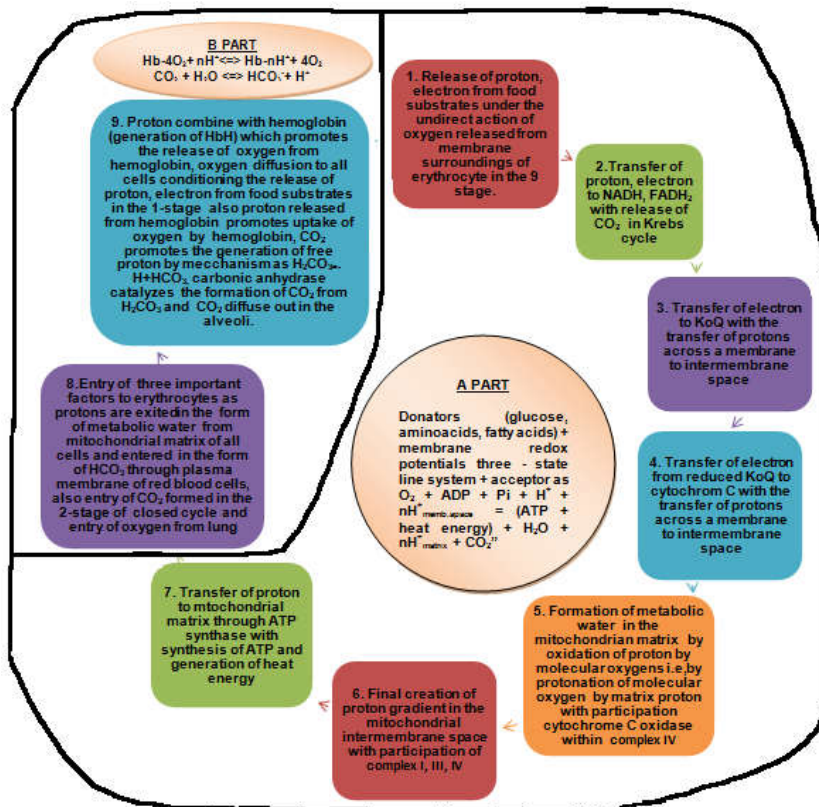 B PART
Hb-4O₂+ nH⁺<=> Hb-nH⁺+ 4O₂
CO₂ + H₂O <=> HCO₃⁻+ H⁺
9. Proton combine with hemoglobin
(generation of HbH) which promotes
the release of oxygen from
hemoglobin, oxygen diffusion to all
cells conditioning the release of
proton, electron from food substrates
in the 1-stage also proton released
from hemoglobin promotes uptake of
oxygen by hemoglobin, CO₂
promotes the generation of free
proton by mecchanism as H₂CO₃
H+HCO₃, carbonic anhydrase
catalyzes the formation of CO₂ from
H₂CO₃ and CO₂ diffuse out in the
alveoli.
1. Release of proton,
electron from food
substrates under the
undirect action of
oxygen released from
membrane
surroundings of
erythrocyte in the 9
stage.
2.Transfer of
proton, electron
to NADH, FADH₂
with release of
CO₂ in Krebs
cycle
3. Transfer of electron
to KoQ with the
transfer of protons
across a membrane
to intermembrane
space
4. Transfer of electron
from reduced KoQ to
cytochrom C with the
transfer of protons
across a membrane
to intermembrane
space
5. Formation of metabolic
water in the
mitochondrian matrix by
oxidation of proton by
molecular oxygens i.e,by
protonation of molecular
oxygen by matrix proton
with participation
cytochrome C oxidase
within complex IV
6. Final creation of
proton gradient in the
mitochondrial
intermembrane space
with participation of
complex I, III, IV
7. Transfer of proton
to mtochondrial
matrix through ATP
synthase with
synthesis of ATP and
generation of heat
energy
8.Entry of three important
factors to erythrocytes as
protons are exitedin the form
of metabolic water from
mitochondrial matrix of all
cells and entered in the form
of HCO₃ through plasma
membrane of red blood cells,
also entry of CO₂ formed in the
2-stage of closed cycle and
entry of oxygen from lung
A PART
Donators (glucose,
aminoacids, fatty acids) +
membrane redox
potentials three - state
line system + acceptor as
O₂ + ADP + Pi + H⁺ +
nH⁺memb.space = (ATP +
heat energy) + H₂O +
nH⁺matrix + CO₂"